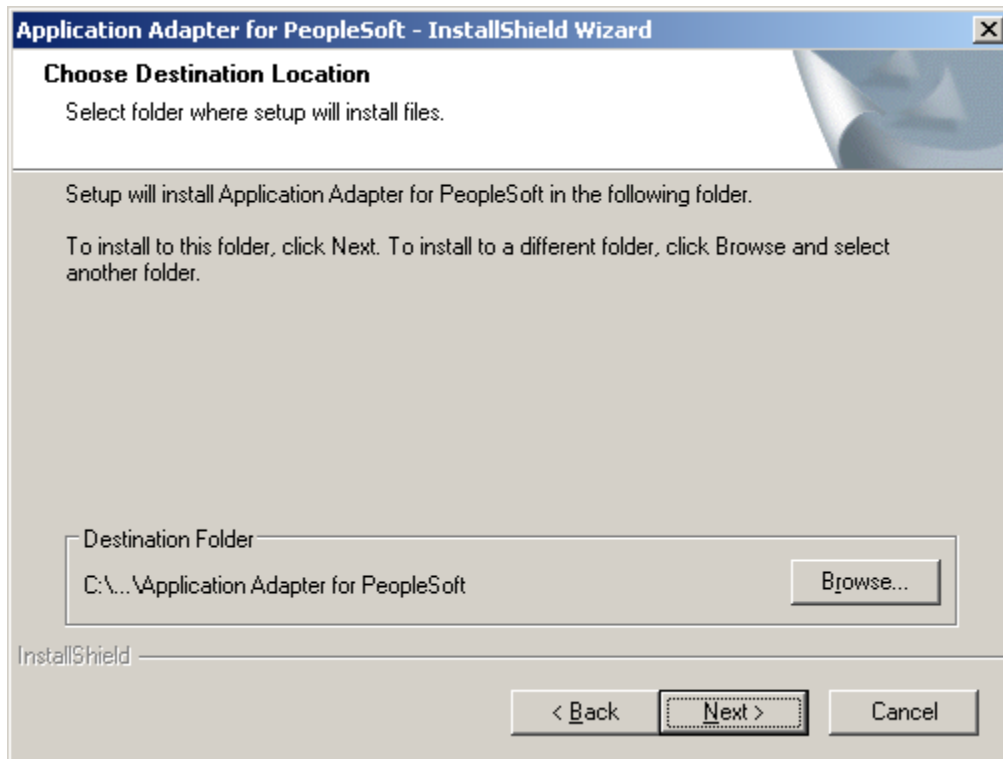 Application Adapter for PeopleSoft - InstallShield Wizard
Choose Destination Location
Select folder where setup will install files.
Setup will install Application Adapter for PeopleSoft in the following folder.
To install to this folder, click Next. To install to a different folder, click Browse and select
another folder.
Destination Folder
C:\...\Application Adapter for PeopleSoft
Browse...
InstallShield
< Back
Next >
Cancel